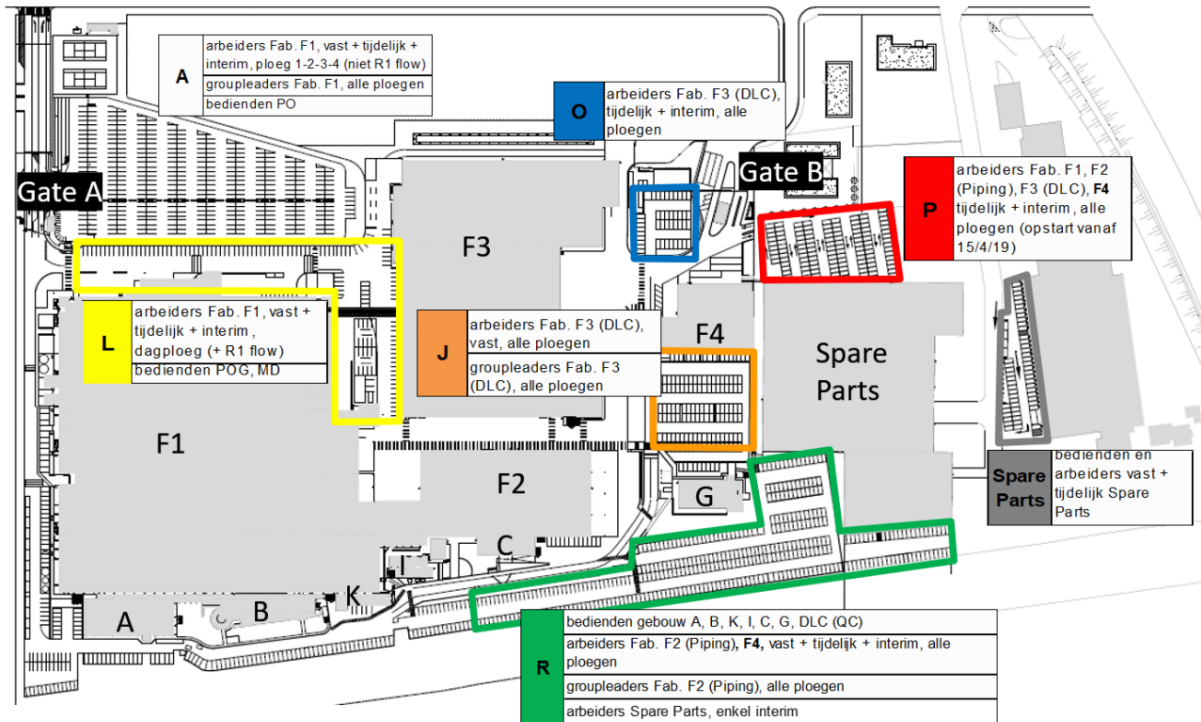 A
arbeiders Fab. F1, vast + tijdelijk +
interim, ploeg 1-2-3-4 (niet R1 flow)
groupleaders Fab. F1, alle ploegen
bedienden PO
O
arbeiders Fab. F3 (DLC),
tijdelijk + interim, alle
ploegen
Gate A
Gate B
P
arbeiders Fab. F1, F2
(Piping), F3 (DLC), F4
tijdelijk + interim, alle
ploegen (opstart vanaf
15/4/19)
F3
L
arbeiders Fab. F1, vast +
tijdelijk + interim ,
dagploeg (+ R1 flow)
bedienden POG, MD
J
arbeiders Fab. F3 (DLC),
vast, alle ploegen
groupleaders Fab. F3
(DLC), alle ploegen
F4
Spare
Parts
F1
F2
G
Spare
Parts
bedienden en
arbeiders vast +
tijdelijk Spare
Parts
C
K
A
B
R
bedienden gebouw A, B, K, I, C, G, DLC (QC)
arbeiders Fab. F2 (Piping), F4, vast + tijdelijk + interim, alle
ploegen
groupleaders Fab. F2 (Piping), alle ploegen
arbeiders Spare Parts, enkel interim